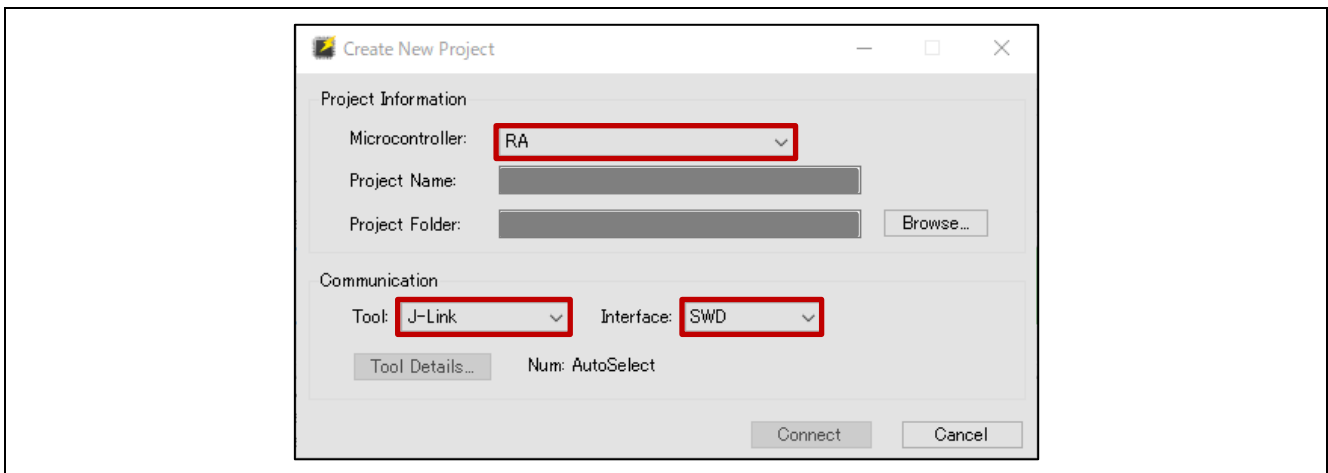 Create New Project
Project Information
Microcontroller: RA
Project Name:
Project Folder: Browse...
Communication
Tool: J-Link Interface: SWD
Tool Details... Num: AutoSelect
Connect Cancel